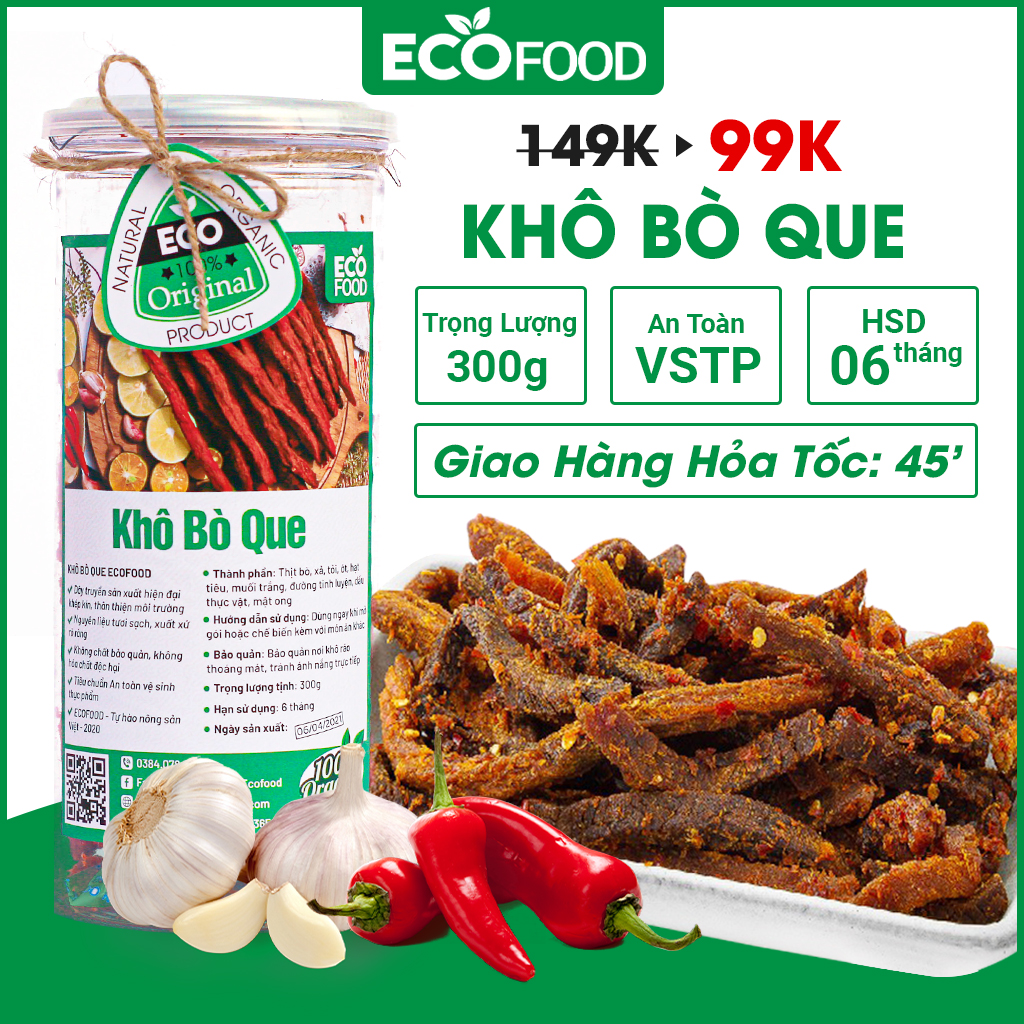 ECOFOOD
149K 99K
KHÔ BÒ QUE
Trọng Lượng
300g
An Toàn
VSTP
HSD
06 tháng
Giao Hàng Hỏa Tốc: 45’
NATURAL ORGANIC
ECO
100%
Original
PRODUCT
ECO
FOOD
Khô Bò Que
KHÔ BÒ QUE ECOFOOD
✓ Dây truyền sản xuất hiện đại
khép kín, thân thiện môi trường
✓ Nguyên liệu tươi sạch, xuất xứ
rõ ràng
✓ Không chất bảo quản, không
hóa chất độc hại
✓ Tiêu chuẩn An toàn vệ sinh
thực phẩm
✓ ECOFOOD - Tự hào nông sản
Việt - 2020
• Thành phần: Thịt bò, xả, tỏi, ớt, hạt
tiêu, muối trắng, đường tinh luyện, dầu
thực vật, mật ong
• Hướng dẫn sử dụng: Dùng ngay khi mở
gói hoặc chế biến kèm với món ăn khác
• Bảo quản: Bảo quản nơi khô ráo
thoáng mát, tránh ánh nắng trực tiếp
• Trọng lượng tịnh: 300g
• Hạn sử dụng: 6 tháng
• Ngày sản xuất: 06/04/2021
0384.078
Ecofood
.com
100